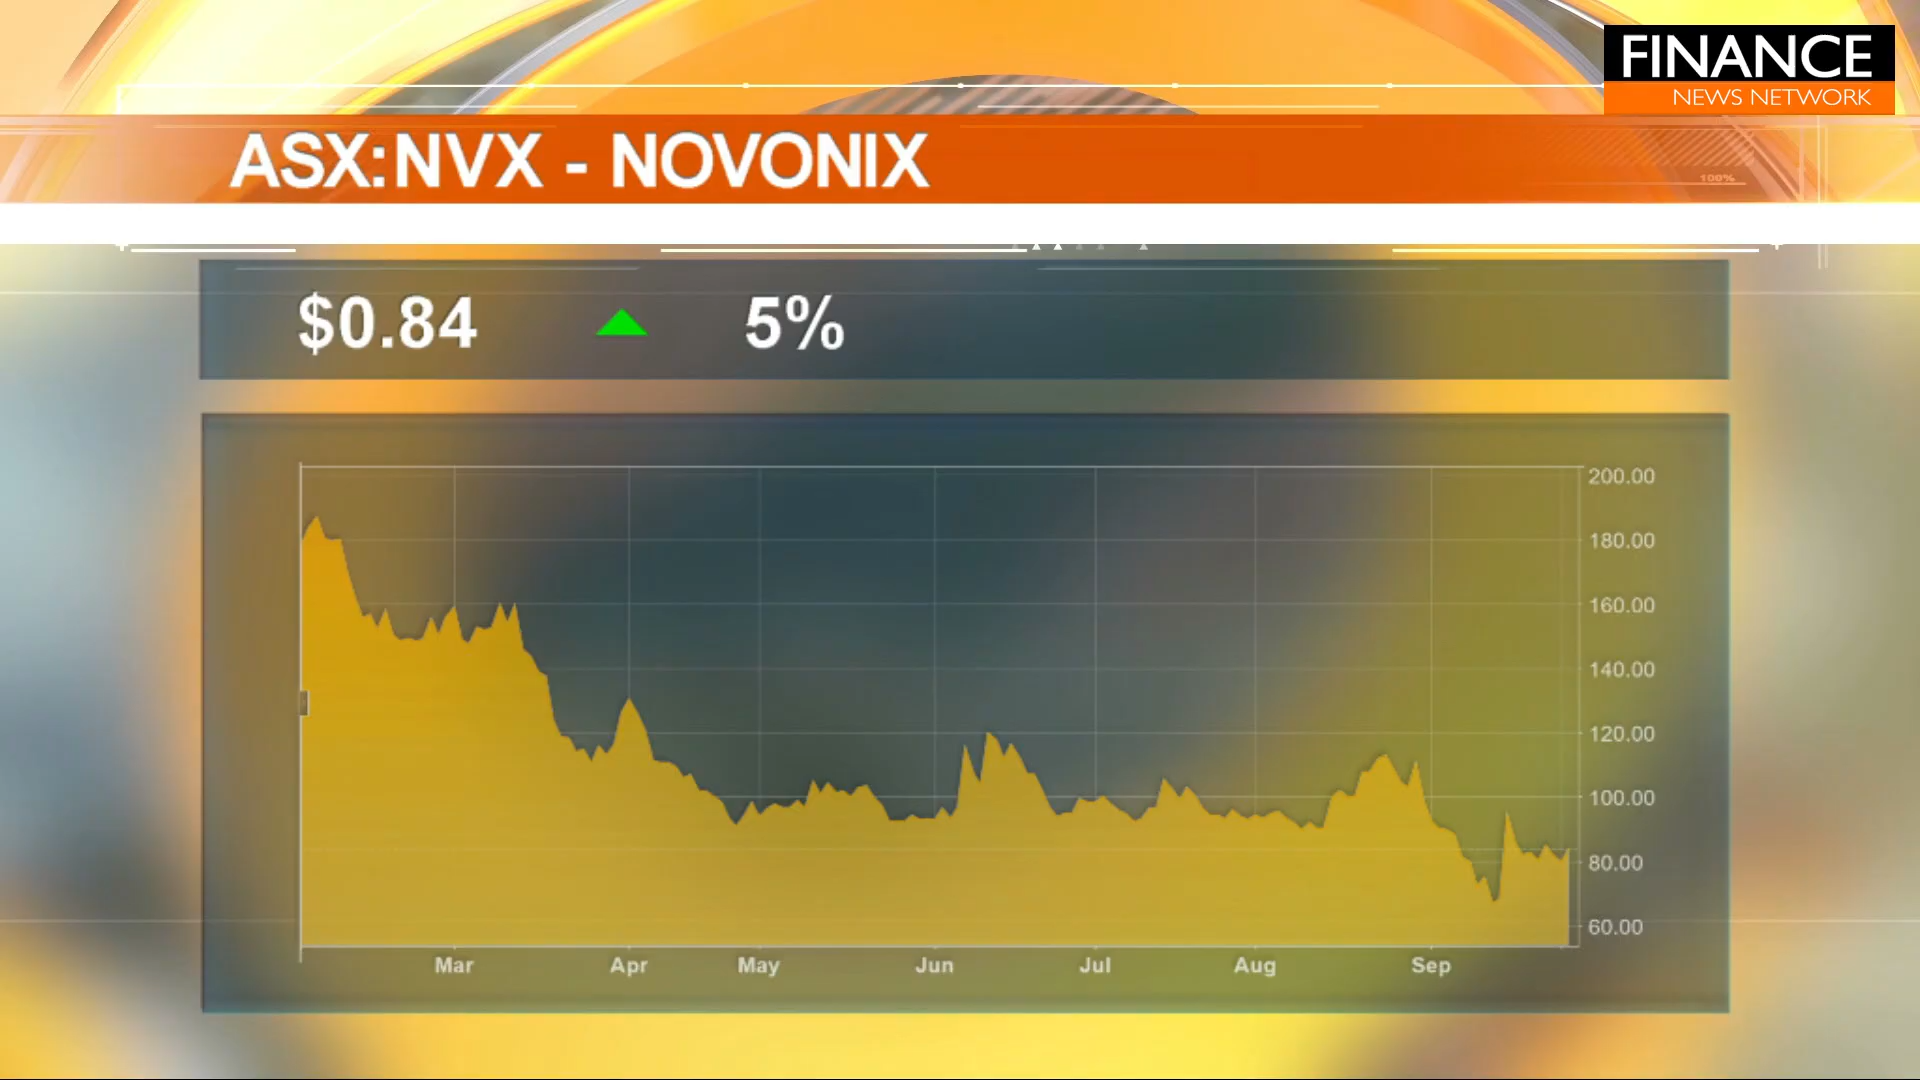 FINANCE
NEWS NETWORK
ASX:NVX - NOVONIX
100%
$0.84 5%
200.00
180.00
160.00
140.00
120.00
100.00
80.00
60.00
Mar Apr May Jun Jul Aug Sep